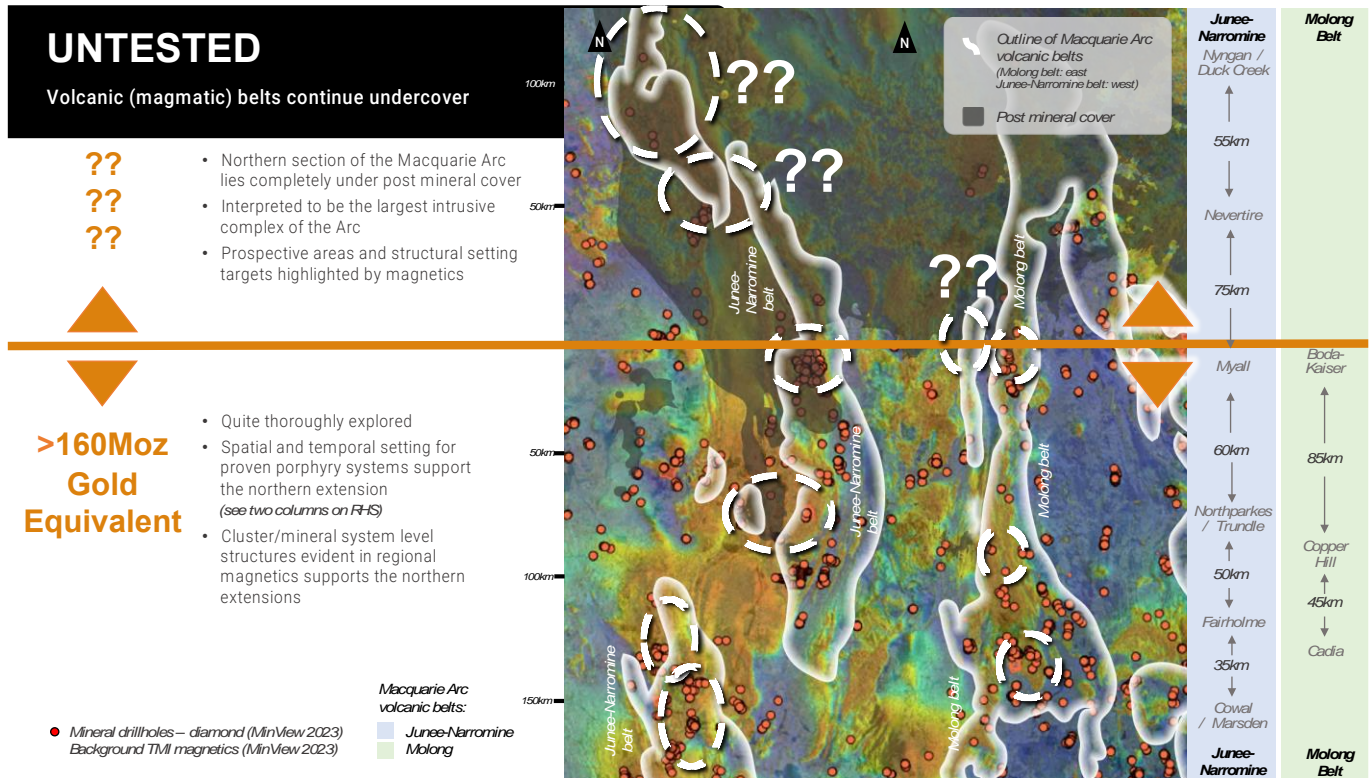 UNTESTED
Volcanic (magmatic) belts continue undercover
??
??
??
• Northern section of the Macquarie Arc
lies completely under post mineral cover
• Interpreted to be the largest intrusive
complex of the Arc
• Prospective areas and structural setting
targets highlighted by magnetics
>160Moz
Gold
Equivalent
• Quite thoroughly explored
• Spatial and temporal setting for
proven porphyry systems support
the northern extension
(see two columns on RHS)
• Cluster/mineral system level
structures evident in regional
magnetics supports the northern
extensions
Mineral drillholes – diamond (MinView 2023)
Background TMI magnetics (MinView 2023)
Macquarie Arc
volcanic belts:
Junee-Narromine
Molong
100km
50km
50km
100km
150km
N
N
??
??
??
Outline of Macquarie Arc
volcanic belts
(Molong belt: east
Junee-Narromine belt: west)
Post mineral cover
Junee-
Narromine
belt
Molong belt
Junee-Narromine
belt
Molong belt
Junee-Narromine
belt
Molong belt
Junee-
Narromine
Nyngan /
Duck Creek
55km
Nevertire
75km
Myall
60km
Northparkes
/ Trundle
50km
Fairholme
35km
Cowal
/ Marsden
Junee-
Narromine
Molong
Belt
Boda-
Kaiser
85km
Copper
Hill
45km
Cadia
Molong
Belt